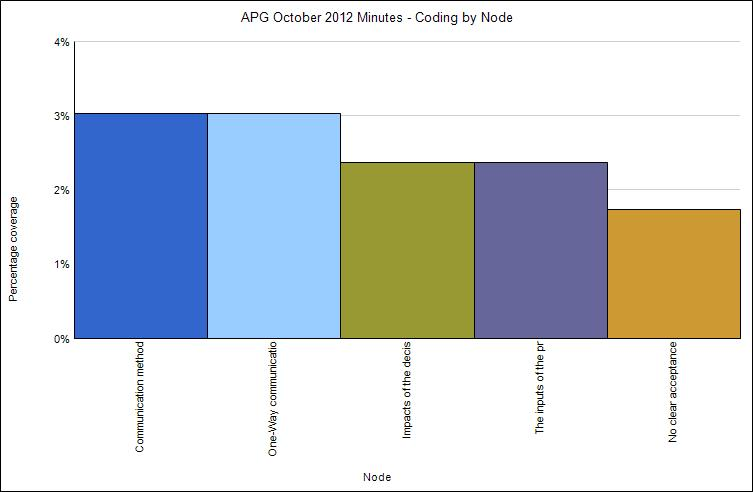 APG October 2012 Minutes - Coding by Node
4%
3%
2%
1%
0%
Percentage coverage
Communication method
One-Way communicatio
Impacts of the decis
The inputs of the pr
No clear acceptance
Node